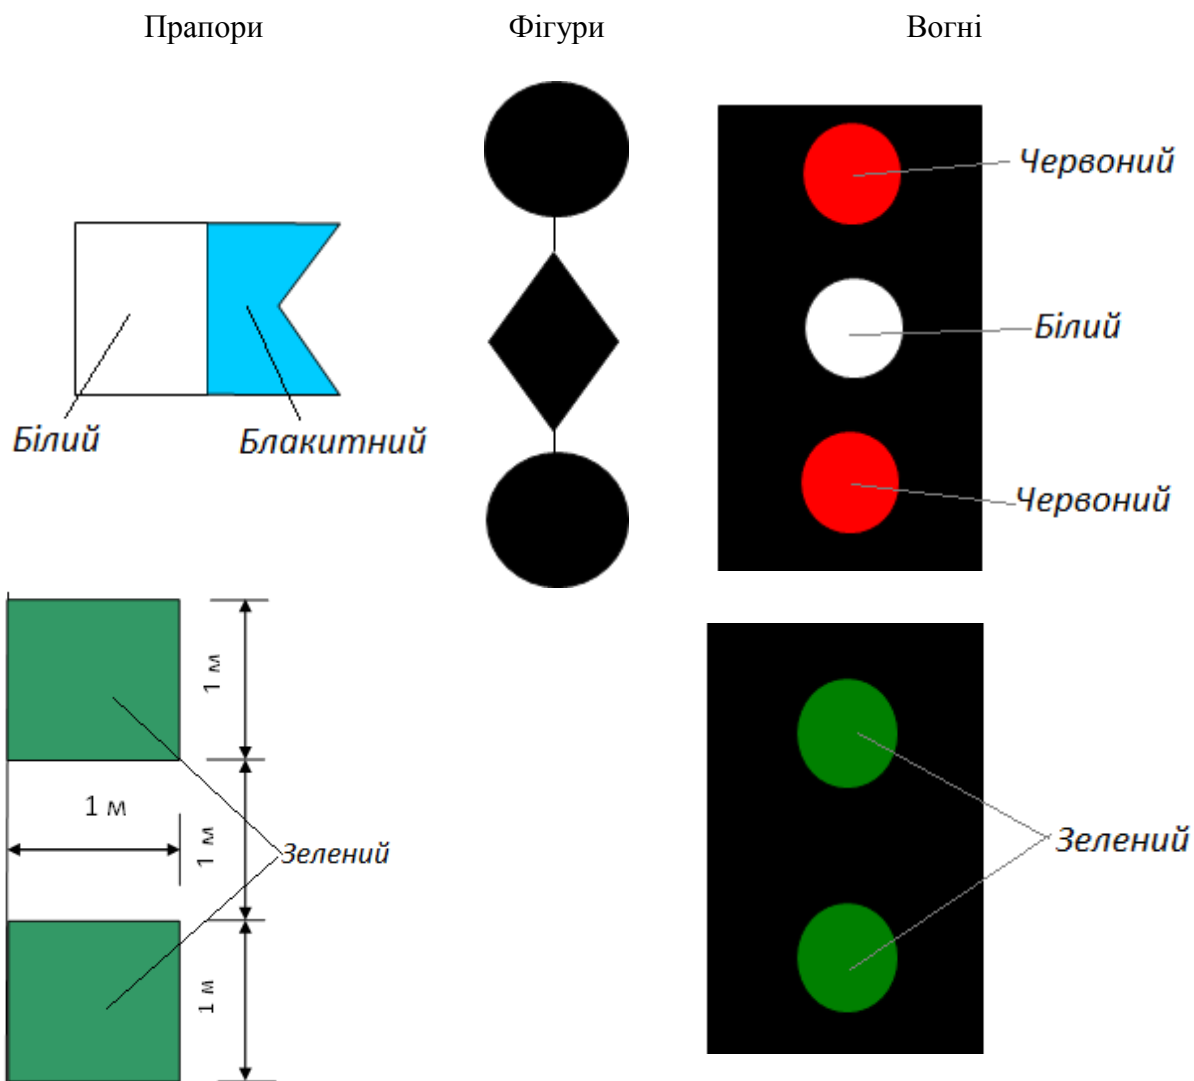 Прапори Фігури Вогні
Червоний
Білий
Білий Блакитний
Червоний
1 м
1 м
1 м
Зелений
Зелений
1 м